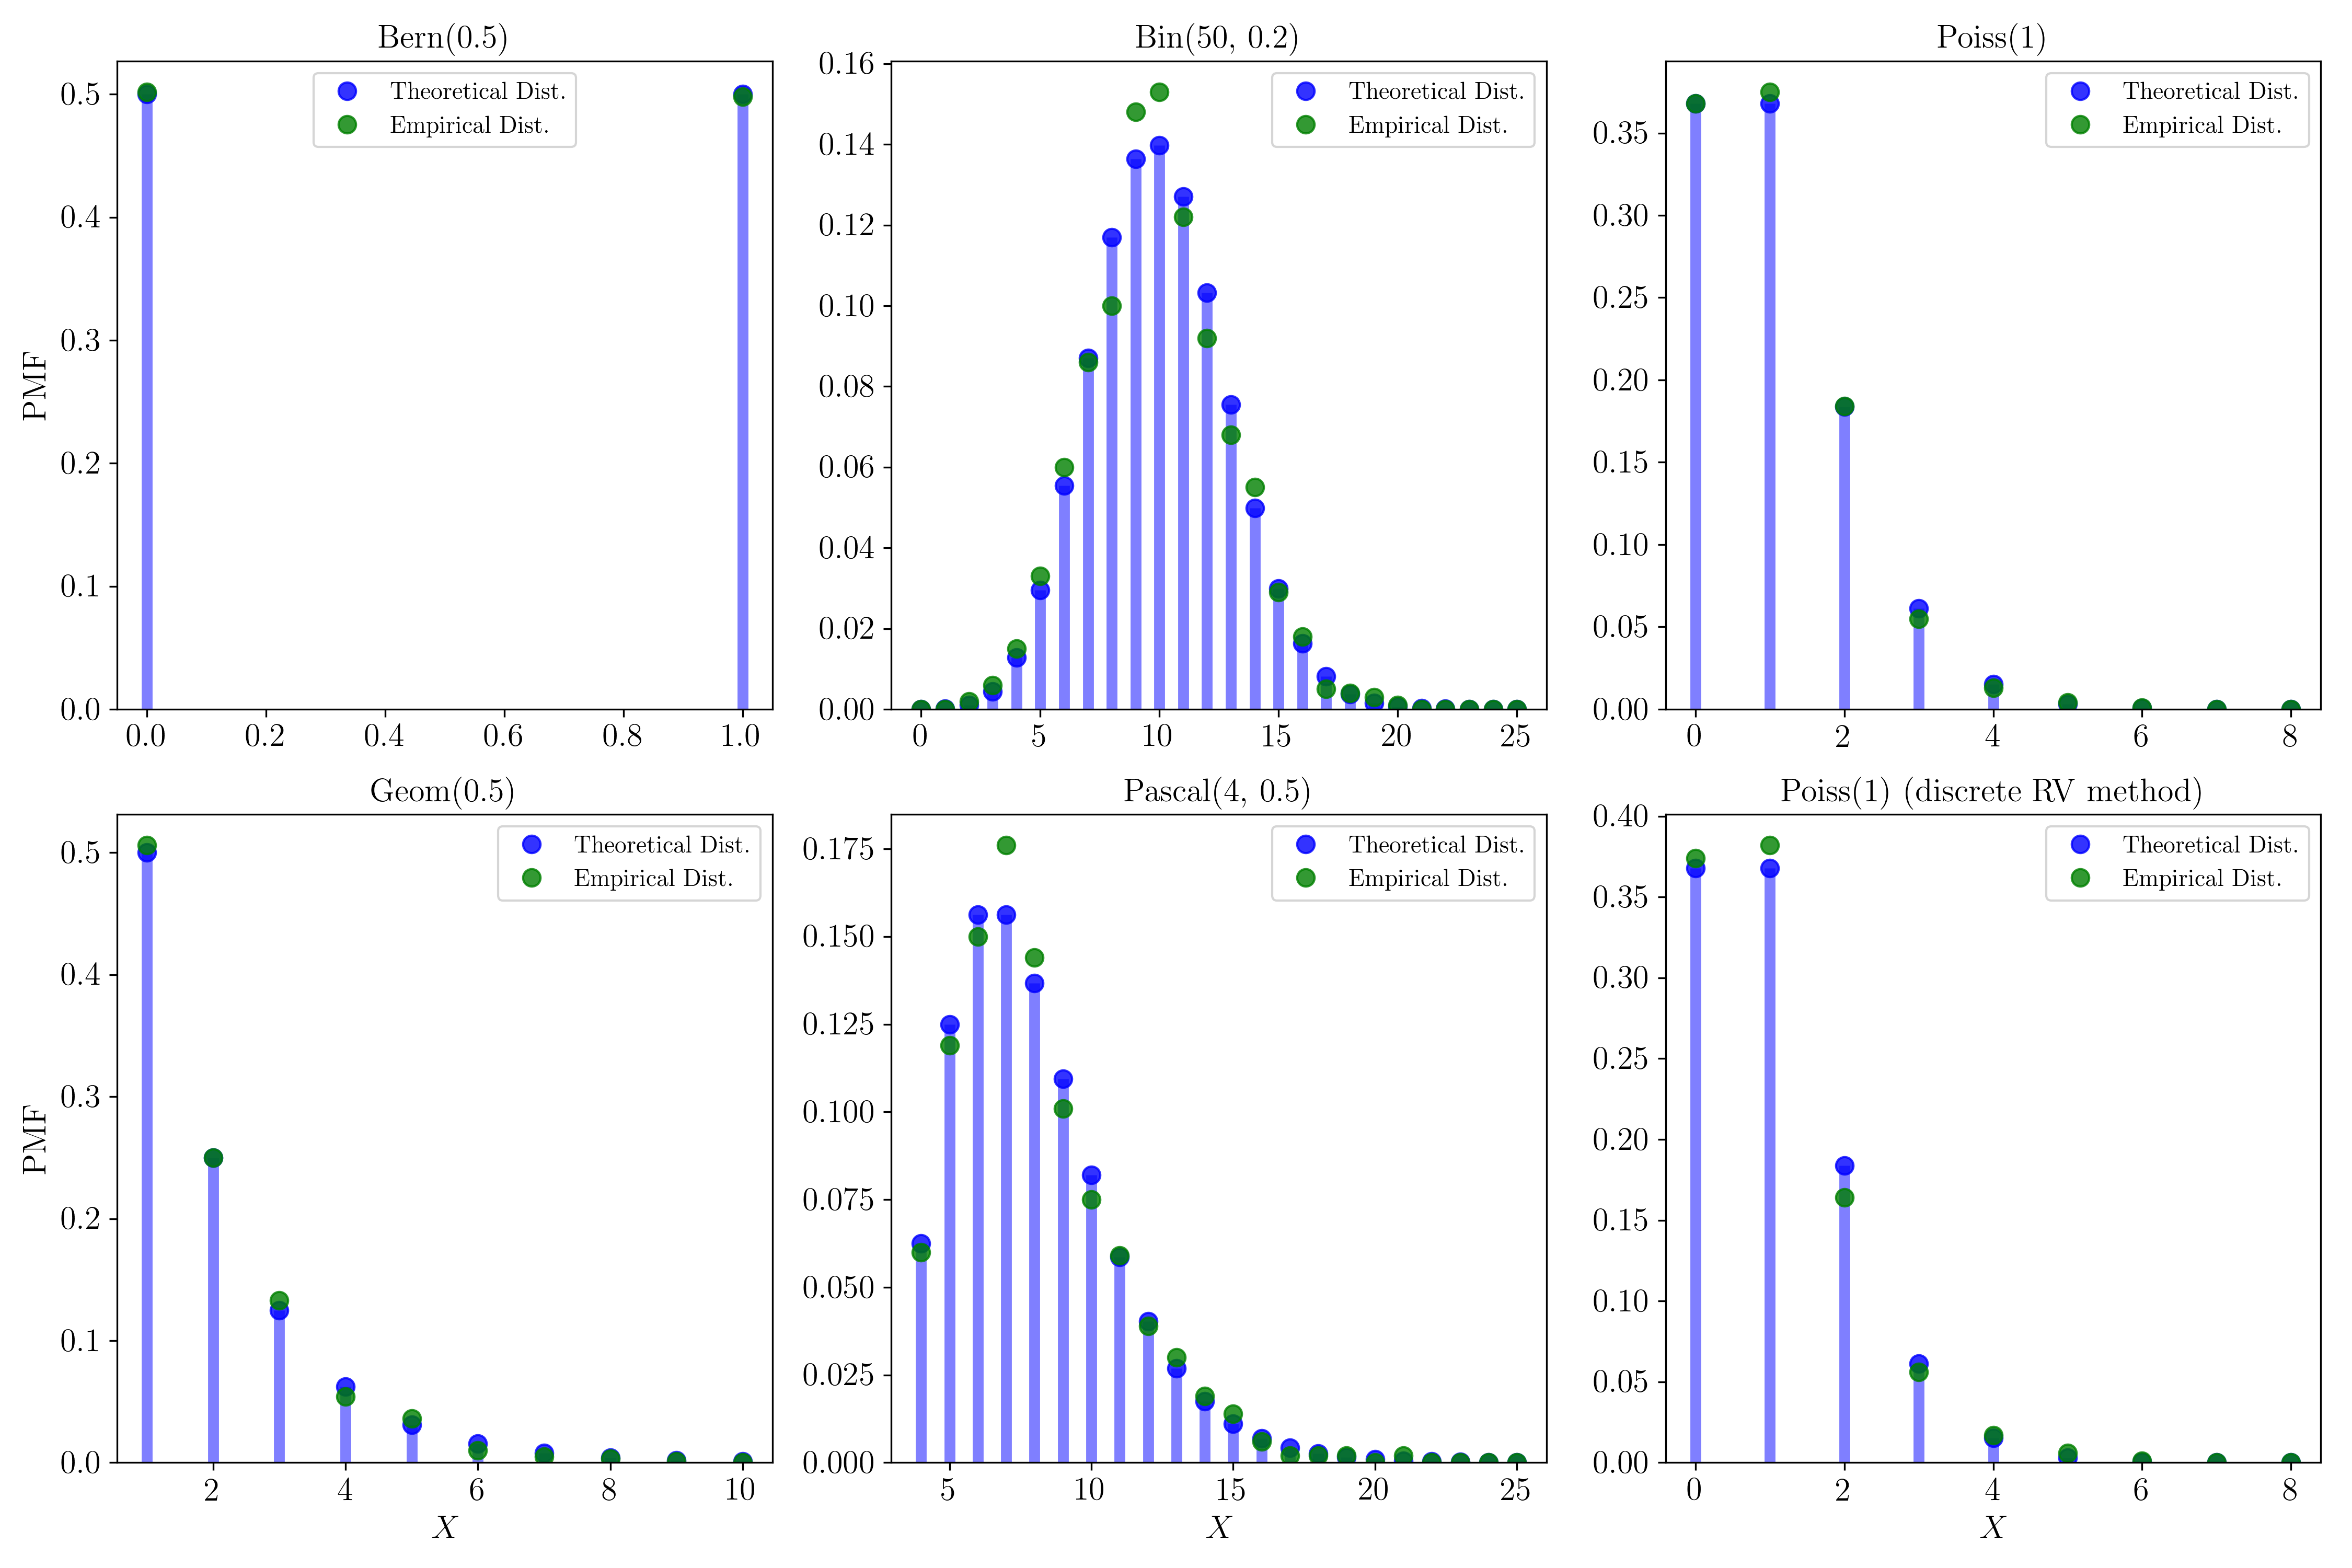 Bern(0.5)
0.5
0.4
0.3
0.2
0.1
0.0
PMF
0.0 0.2 0.4 0.6 0.8 1.0
Theoretical Dist.
Empirical Dist.
Bin(50, 0.2)
0.16
0.14
0.12
0.10
0.08
0.06
0.04
0.02
0.00
0 5 10 15 20 25
Theoretical Dist.
Empirical Dist.
Poiss(1)
0.35
0.30
0.25
0.20
0.15
0.10
0.05
0.00
0 2 4 6 8
Theoretical Dist.
Empirical Dist.
Geom(0.5)
0.5
0.4
0.3
0.2
0.1
0.0
PMF
2 4 6 8 10
X
Theoretical Dist.
Empirical Dist.
Pascal(4, 0.5)
0.175
0.150
0.125
0.100
0.075
0.050
0.025
0.000
5 10 15 20 25
X
Theoretical Dist.
Empirical Dist.
Poiss(1) (discrete RV method)
0.40
0.35
0.30
0.25
0.20
0.15
0.10
0.05
0.00
0 2 4 6 8
X
Theoretical Dist.
Empirical Dist.